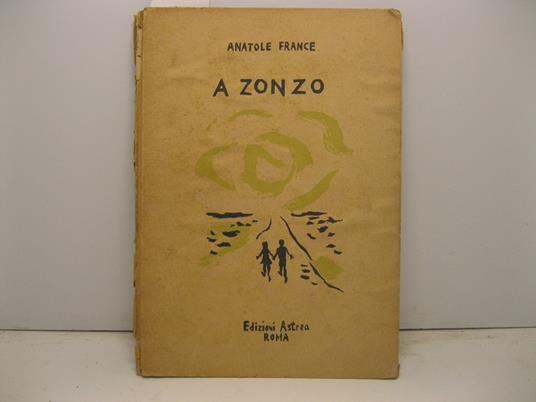 ANATOLE FRANCE
A ZONZO
Edizioni Astrea
ROMA